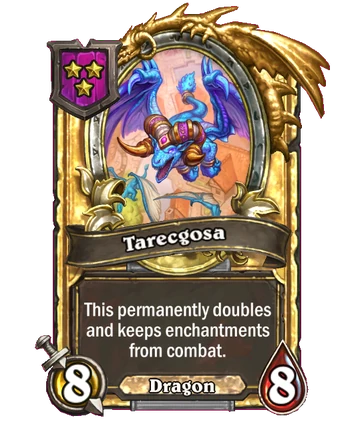 Tarecgosa
This permanently doubles
and keeps enchantments
from combat.
8
Dragon
8